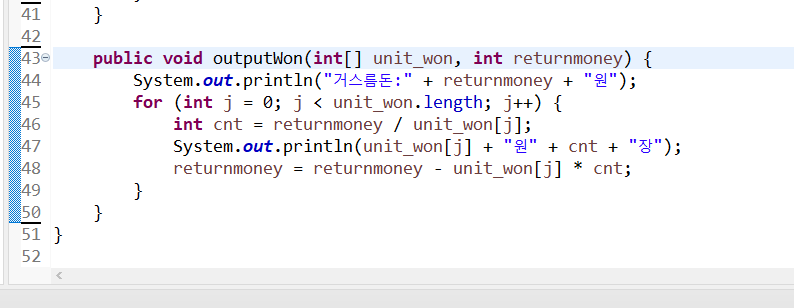 41 }
42
43 public void outputWon(int[] unit_won, int returnmoney) {
44 System.out.println("거스름돈:" + returnmoney + "원");
45 for (int j = 0; j < unit_won.length; j++) {
46 int cnt = returnmoney / unit_won[j];
47 System.out.println(unit_won[j] + "원" + cnt + "장");
48 returnmoney = returnmoney - unit_won[j] * cnt;
49 }
50 }
51 }
52